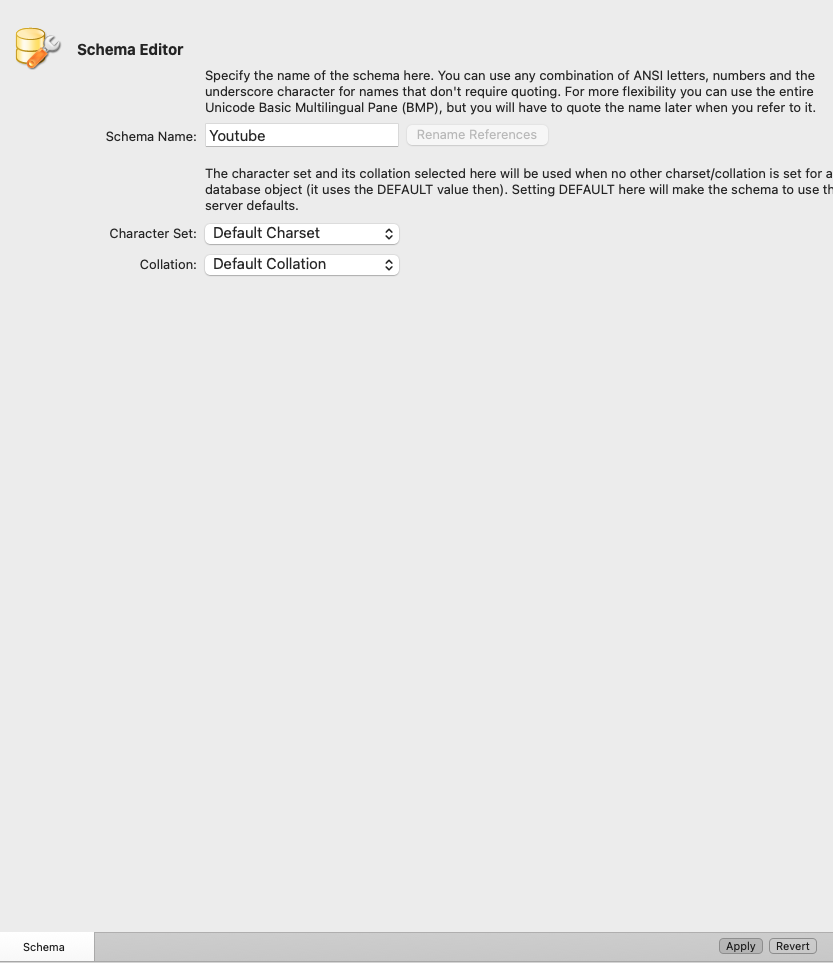 Schema Editor
Specify the name of the schema here. You can use any combination of ANSI letters, numbers and the
underscore character for names that don't require quoting. For more flexibility you can use the entire
Unicode Basic Multilingual Pane (BMP), but you will have to quote the name later when you refer to it.
Schema Name: Youtube Rename References
The character set and its collation selected here will be used when no other charset/collation is set for a
database object (it uses the DEFAULT value then). Setting DEFAULT here will make the schema to use th
server defaults.
Character Set: Default Charset
Collation: Default Collation
Schema Apply Revert